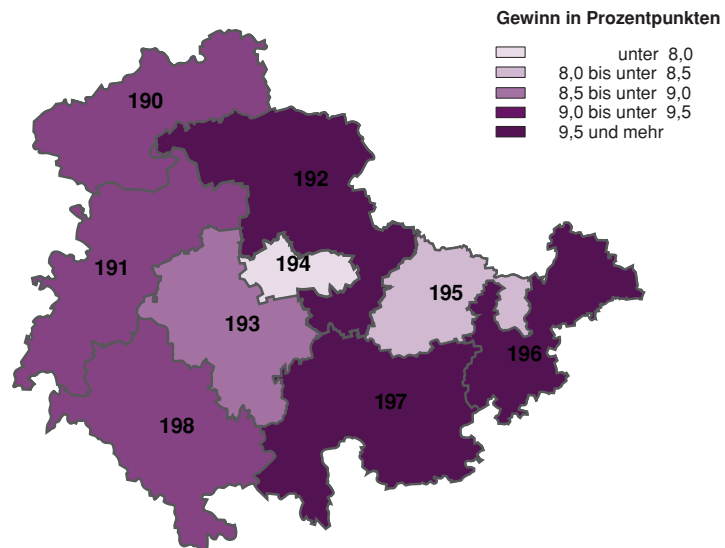 Gewinn in Prozentpunkten
unter 8,0
8,0 bis unter 8,5
8,5 bis unter 9,0
9,0 bis unter 9,5
9,5 und mehr
190
192
191
194
195
193
196
197
198